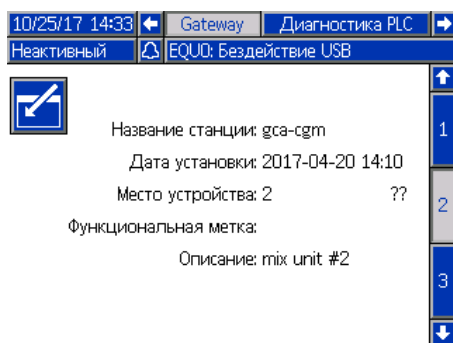 10/25/17 14:33 Gateway Диагностика PLC
Неактивный EQU0: Бездействие USB
1
Название станции: gca-cgm
Дата установки: 2017-04-20 14:10
Место устройства: 2 ??
2
Функциональная метка:
Описание: mix unit #2
3